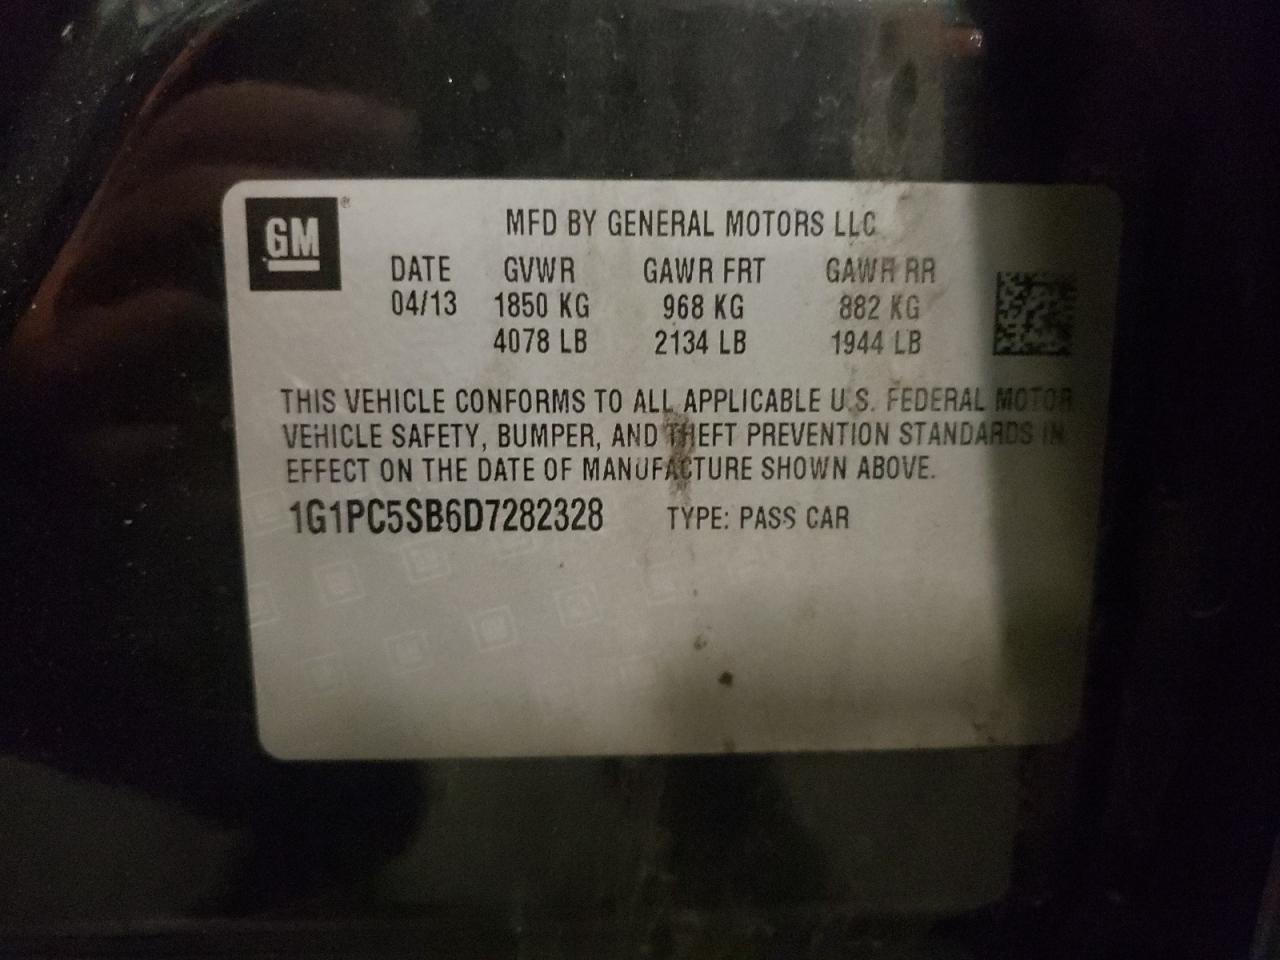 GM®
MFD BY GENERAL MOTORS LLC
DATE GVWR GAWR FRT GAWR RR
04/13 1850 KG 968 KG 882 KG
4078 LB 2134 LB 1944 LB
THIS VEHICLE CONFORMS TO ALL APPLICABLE U.S. FEDERAL MOTOR
VEHICLE SAFETY, BUMPER, AND THEFT PREVENTION STANDARDS IN
EFFECT ON THE DATE OF MANUFACTURE SHOWN ABOVE.
1G1PC5SB6D7282328 TYPE: PASS CAR